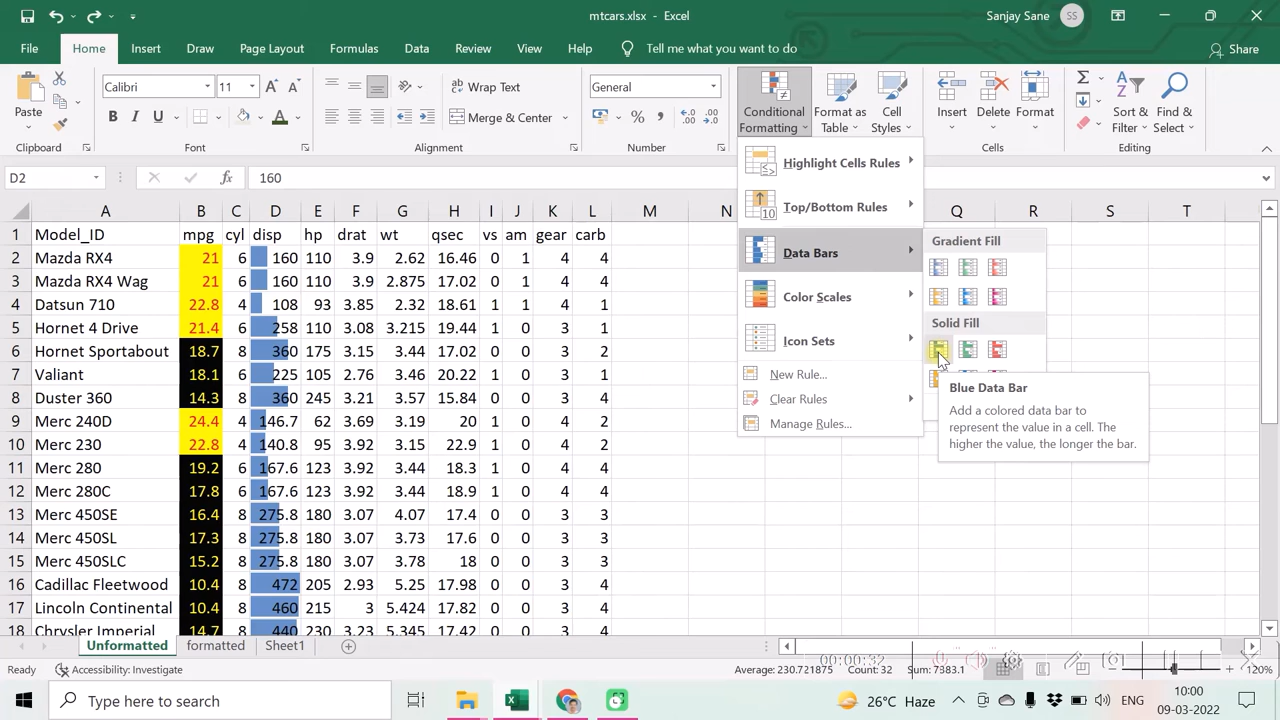 mtcars.xlsx - Excel
Sanjay Sane SS
File Home Insert Draw Page Layout Formulas Data Review View Help Tell me what you want to do Share
Paste
Clipboard
Calibri 11
B I U
Font
Wrap Text
Merge & Center
Alignment
General
Number
Conditional Formatting
Format as Table
Cell Styles
Insert Delete Format
Cells
Sort & Filter
Find & Select
Editing
D2 fx 160
Highlight Cells Rules
Top/Bottom Rules
Data Bars
Color Scales
Icon Sets
New Rule...
Clear Rules
Manage Rules...
Gradient Fill
Solid Fill
Blue Data Bar
Add a colored data bar to
represent the value in a cell. The
higher the value, the longer the bar.
A B C D E F G H I J K L M N Q R S T
1 Model_ID mpg cyl disp hp drat wt qsec vs am gear carb
2 Mazda RX4 21 6 160 110 3.9 2.62 16.46 0 1 4 4
3 Mazda RX4 Wag 21 6 160 110 3.9 2.875 17.02 0 1 4 4
4 Datsun 710 22.8 4 108 93 3.85 2.32 18.61 1 1 4 1
5 Hornet 4 Drive 21.4 6 258 110 3.08 3.215 19.44 1 0 3 1
6 Hornet Sportabout 18.7 8 360 175 3.15 3.44 17.02 0 0 3 2
7 Valiant 18.1 6 225 105 2.76 3.46 20.22 1 0 3 1
8 Duster 360 14.3 8 360 245 3.21 3.57 15.84 0 0 3 4
9 Merc 240D 24.4 4 146.7 62 3.69 3.19 20 1 0 4 2
10 Merc 230 22.8 4 140.8 95 3.92 3.15 22.9 1 0 4 2
11 Merc 280 19.2 6 167.6 123 3.92 3.44 18.3 1 0 4 4
12 Merc 280C 17.8 6 167.6 123 3.92 3.44 18.9 1 0 4 4
13 Merc 450SE 16.4 8 275.8 180 3.07 4.07 17.4 0 0 3 3
14 Merc 450SL 17.3 8 275.8 180 3.07 3.73 17.6 0 0 3 3
15 Merc 450SLC 15.2 8 275.8 180 3.07 3.78 18 0 0 3 3
16 Cadillac Fleetwood 10.4 8 472 205 2.93 5.25 17.98 0 0 3 4
17 Lincoln Continental 10.4 8 460 215 3 5.424 17.82 0 0 3 4
18 Chrysler Imperial 14.7 8 440 230 3.23 5.345 17.42 0 0 3 4
Unformatted formatted Sheet1
Ready Accessibility: Investigate Average: 230.721875 Count: 32 Sum: 7383.1 120%
00:00:32
Type here to search
26°C Haze
ENG
10:00
09-03-2022